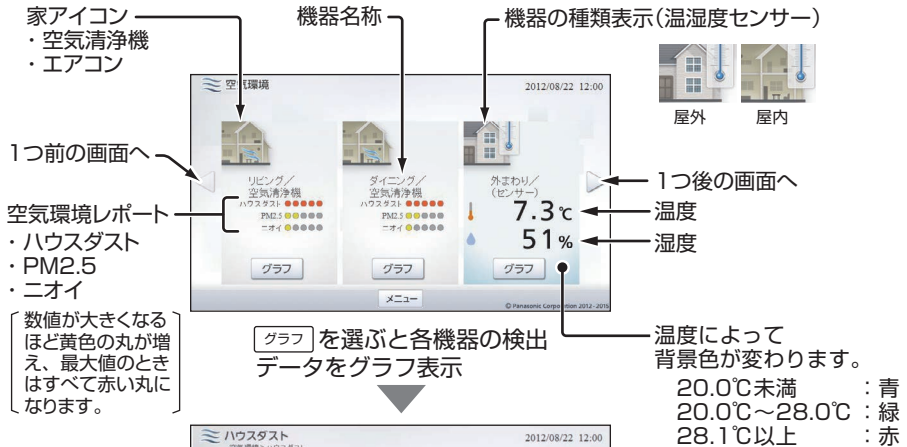 家アイコン
・空気清浄機
・エアコン
機器名称
機器の種類表示(温湿度センサー)
屋外
屋内
空気環境
2012/08/22 12:00
1つ前の画面へ
1つ後の画面へ
リビング／
空気清浄機
ハウスダスト
PM2.5
ニオイ
グラフ
ダイニング／
空気清浄機
ハウスダスト
PM2.5
ニオイ
グラフ
外まわり／
(センサー)
7.3℃
51%
グラフ
メニュー
© Panasonic Corporation 2012-2015
温度
湿度
空気環境レポート
・ハウスダスト
・PM2.5
・ニオイ
数値が大きくなる
ほど黄色の丸が増
え、最大値のとき
はすべて赤い丸に
なります。
グラフ を選ぶと各機器の検出
データをグラフ表示
温度によって
背景色が変わります。
20.0℃未満 ：青
20.0℃～28.0℃：緑
28.1℃以上 ：赤
ハウスダスト
2012/08/22 12:00